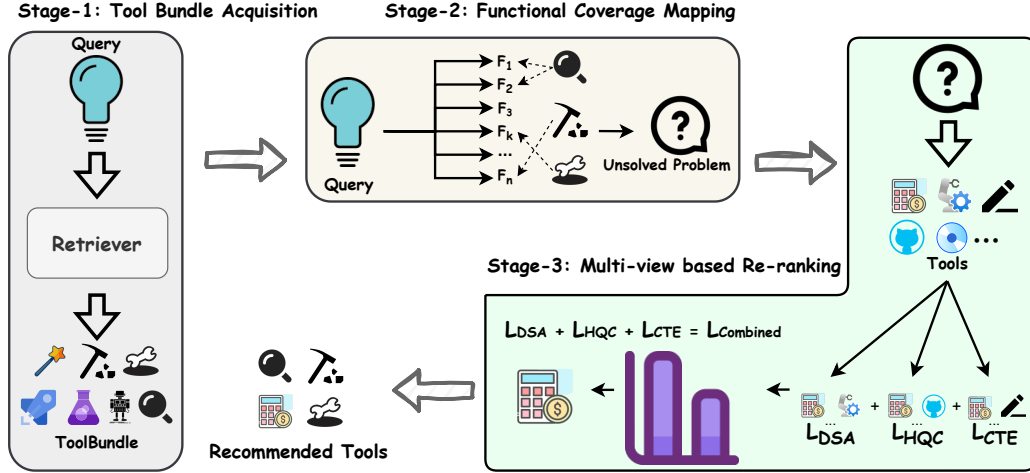 Stage-1: Tool Bundle Acquisition
Query
Retriever
ToolBundle
Stage-2: Functional Coverage Mapping
Query
F1
F2
F3
Fk
...
Fn
Unsolved Problem
Stage-3: Multi-view based Re-ranking
...
Tools
LDSA + LHQC + LCTE = LCombined
+ +
... ... ...
LDSA LHQC LCTE
Recommended Tools